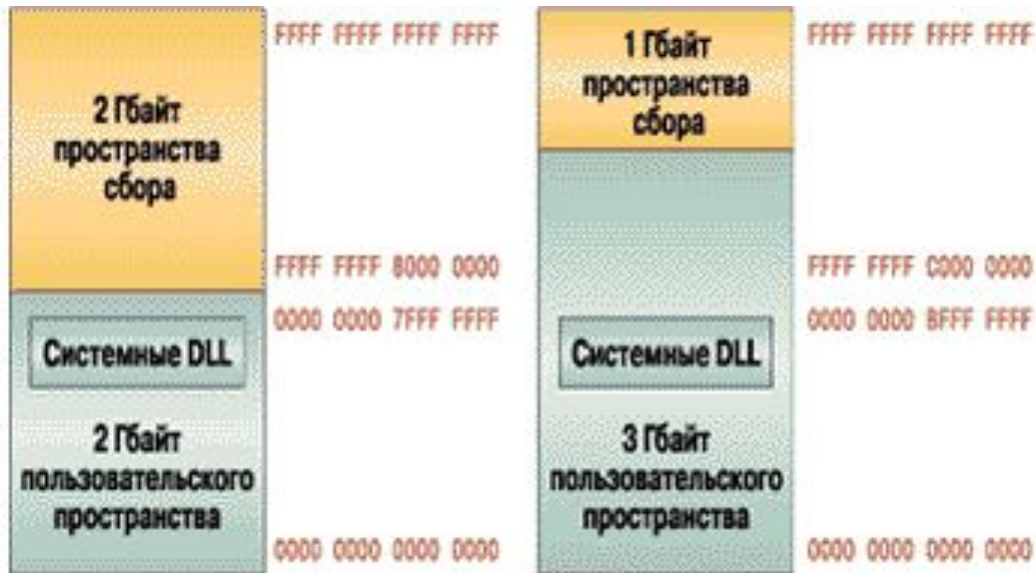 2 Гбайт
пространства
сбора
FFFF FFFF FFFF FFFF
FFFF FFFF 8000 0000
0000 0000 7FFF FFFF
Системные DLL
2 Гбайт
пользовательского
пространства
0000 0000 0000 0000
1 Гбайт
пространства
сбора
FFFF FFFF FFFF FFFF
FFFF FFFF C000 0000
0000 0000 BFFF FFFF
Системные DLL
3 Гбайт
пользовательского
пространства
0000 0000 0000 0000